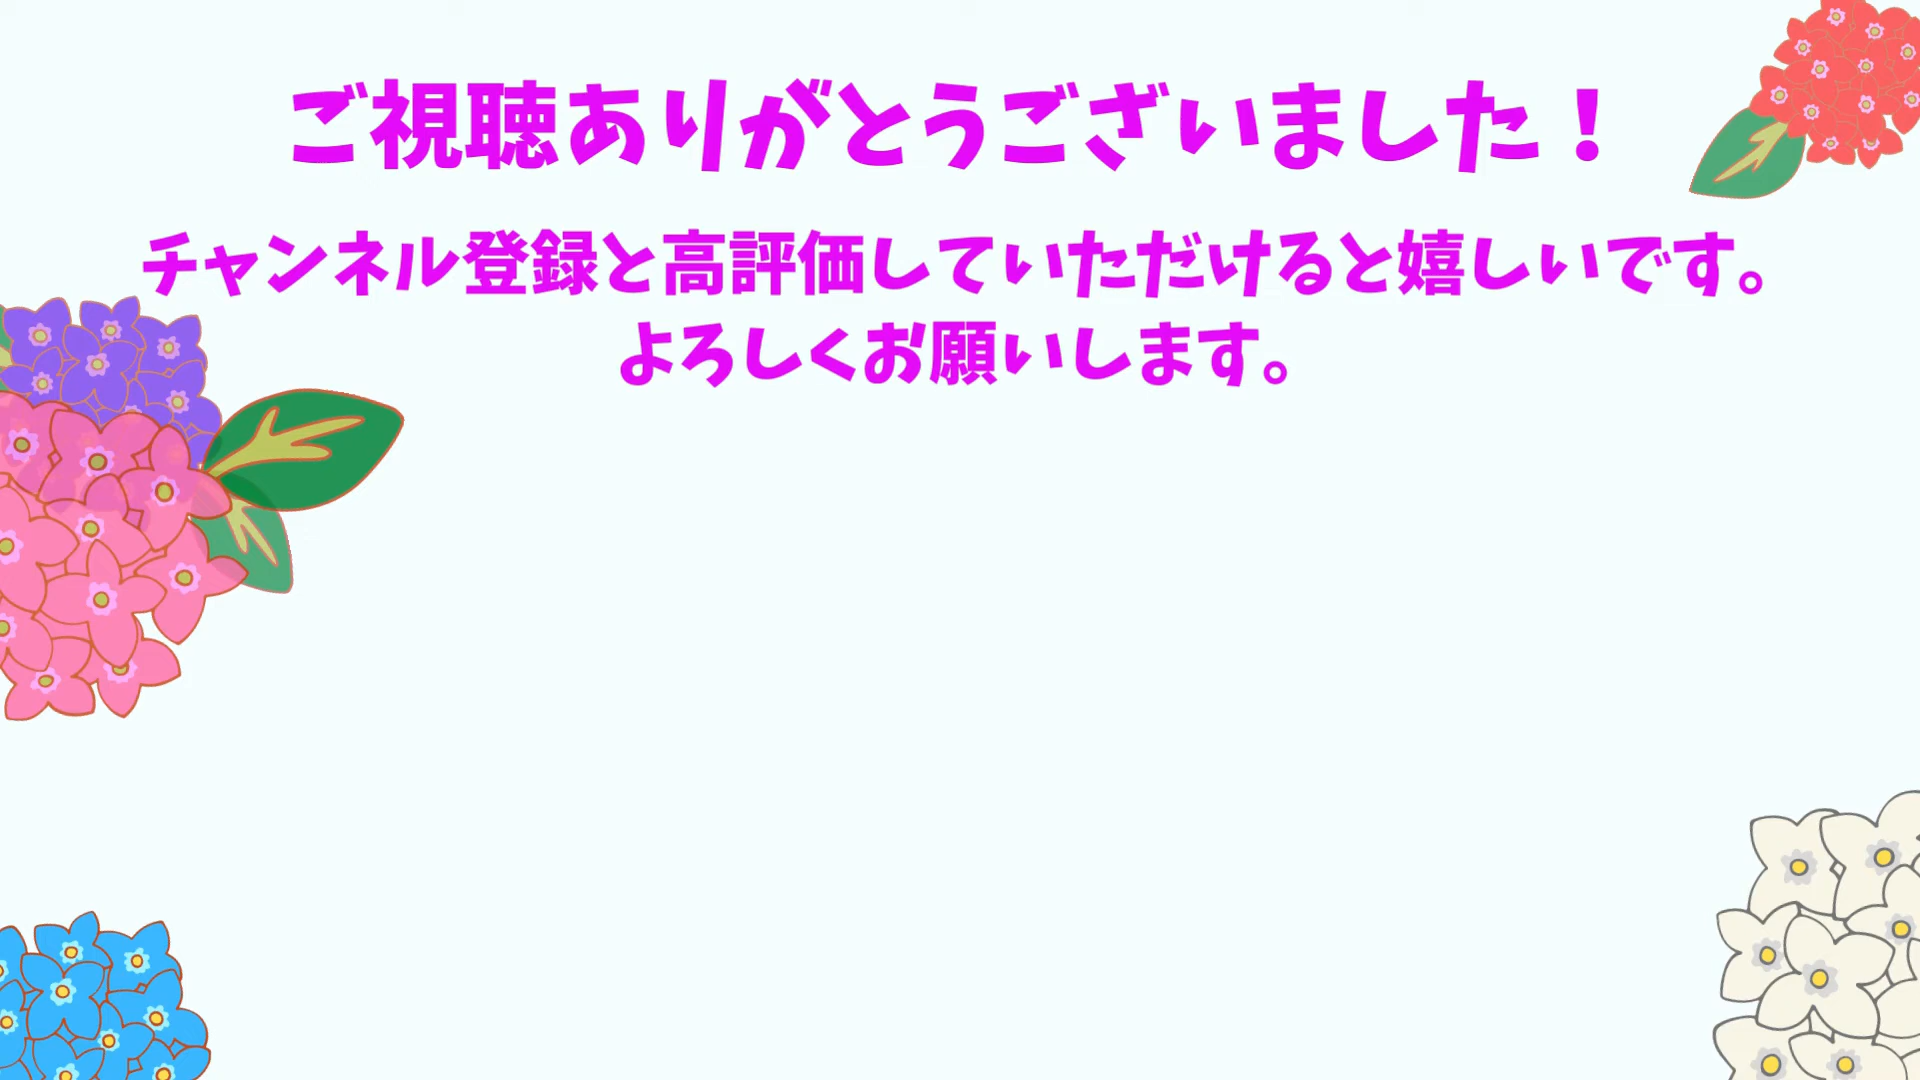 ご視聴ありがとうございました！
チャンネル登録と高評価していただけると嬉しいです。
よろしくお願いします。